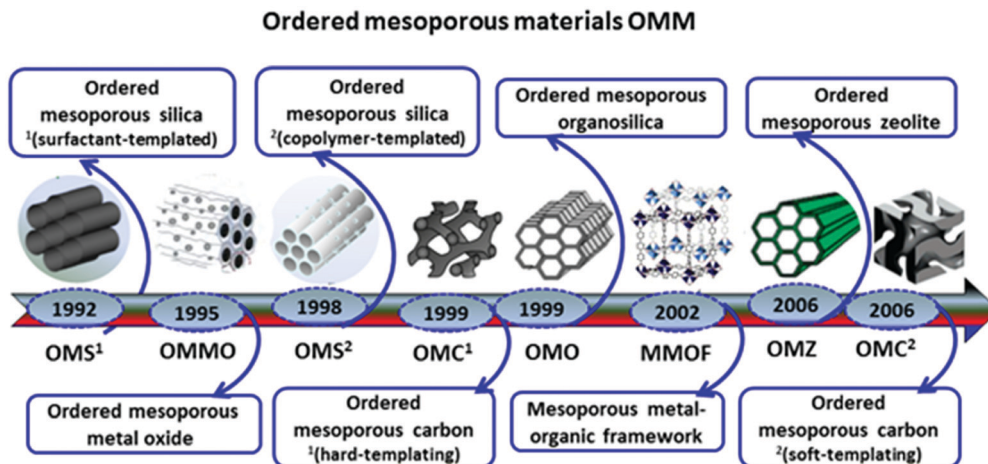 Ordered mesoporous materials OMM
Ordered
mesoporous silica
¹(surfactant-templated)
Ordered
mesoporous silica
²(copolymer-templated)
Ordered mesoporous
organosilica
Ordered
mesoporous zeolite
1992
1995
1998
1999
1999
2002
2006
2006
OMS¹
OMMO
OMS²
OMC¹
OMO
MMOF
OMZ
OMC²
Ordered mesoporous
metal oxide
Ordered
mesoporous carbon
¹(hard-templating)
Mesoporous metal-
organic framework
Ordered
mesoporous carbon
²(soft-templating)